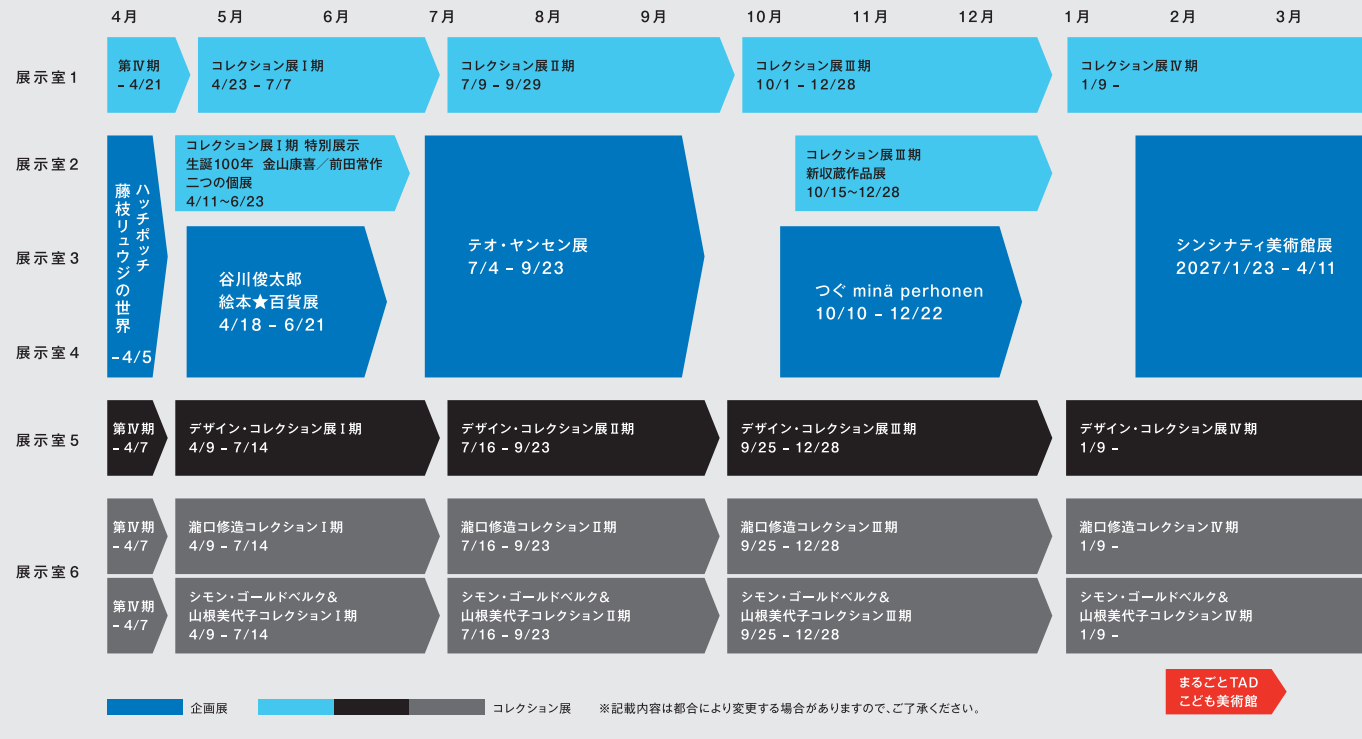 4月 5月 6月 7月 8月 9月 10月 11月 12月 1月 2月 3月
展示室1
第Ⅳ期
– 4/21
コレクション展Ⅰ期
4/23 – 7/7
コレクション展Ⅱ期
7/9 – 9/29
コレクション展Ⅲ期
10/1 – 12/28
コレクション展Ⅳ期
1/9 –
展示室2
展示室3
展示室4
ハッチポッチ
藤枝リュウジの世界
–4/5
コレクション展Ⅰ期 特別展示
生誕100年 金山康喜／前田常作
二つの個展
4/11~6/23
谷川俊太郎
絵本★百貨展
4/18 – 6/21
テオ・ヤンセン展
7/4 – 9/23
コレクション展Ⅲ期
新収蔵作品展
10/15~12/28
つぐ minä perhonen
10/10 – 12/22
シンシナティ美術館展
2027/1/23 – 4/11
展示室5
第Ⅳ期
– 4/7
デザイン・コレクション展Ⅰ期
4/9 – 7/14
デザイン・コレクション展Ⅱ期
7/16 – 9/23
デザイン・コレクション展Ⅲ期
9/25 – 12/28
デザイン・コレクション展Ⅳ期
1/9 –
展示室6
第Ⅳ期
– 4/7
瀧口修造コレクションⅠ期
4/9 – 7/14
瀧口修造コレクションⅡ期
7/16 – 9/23
瀧口修造コレクションⅢ期
9/25 – 12/28
瀧口修造コレクションⅣ期
1/9 –
第Ⅳ期
– 4/7
シモン・ゴールドベルク&
山根美代子コレクションⅠ期
4/9 – 7/14
シモン・ゴールドベルク&
山根美代子コレクションⅡ期
7/16 – 9/23
シモン・ゴールドベルク&
山根美代子コレクションⅢ期
9/25 – 12/28
シモン・ゴールドベルク&
山根美代子コレクションⅣ期
1/9 –
まるごとTAD
こども美術館
企画展
コレクション展
※記載内容は都合により変更する場合がありますので、ご了承ください。